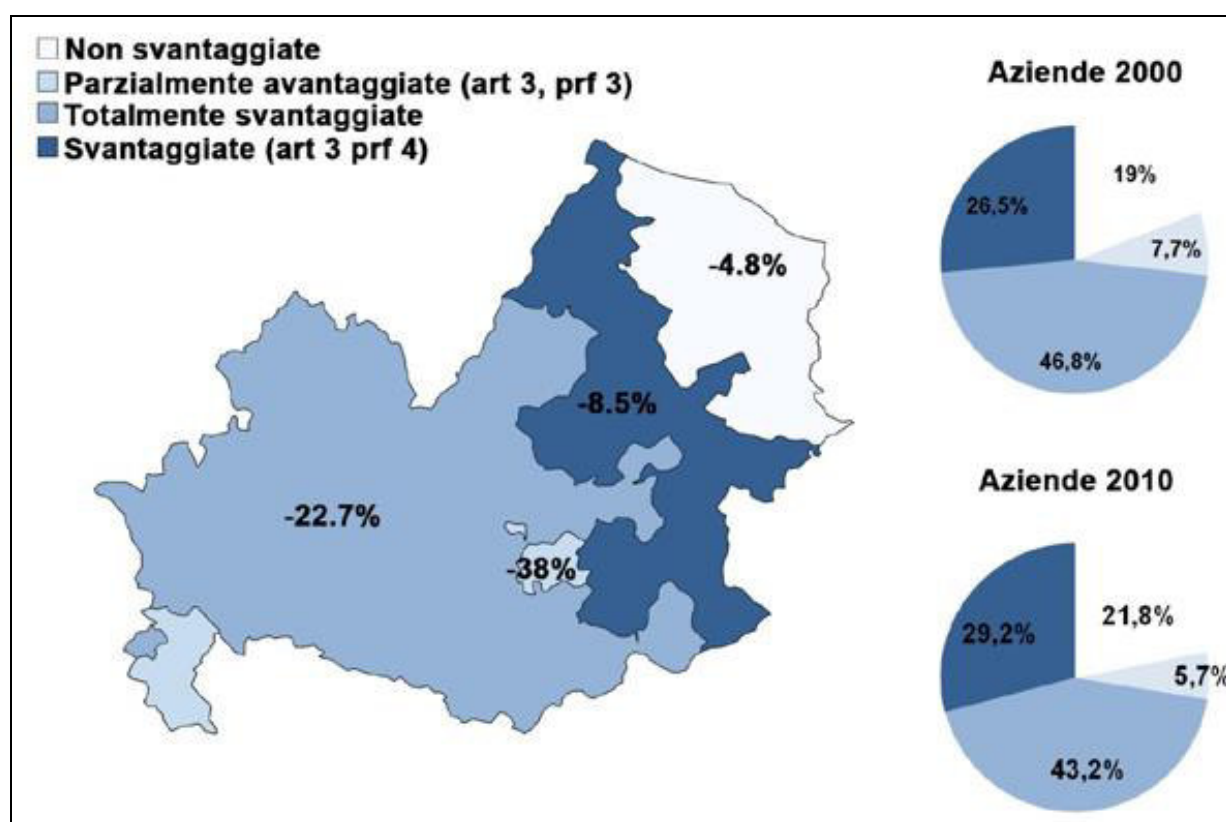 Non svantaggiate
Parzialmente avantaggiate (art 3, prf 3)
Totalmente svantaggiate
Svantaggiate (art 3 prf 4)
-4.8%
-8.5%
-22.7%
-38%
Aziende 2000
19%
26,5%
7,7%
46,8%
Aziende 2010
21,8%
29,2%
5,7%
43,2%